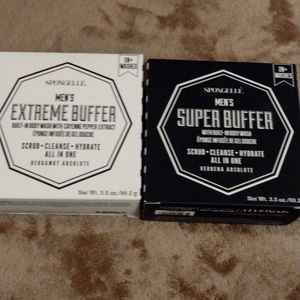 20+
WASHES
SPONGELLÉ
MEN'S
EXTREME BUFFER
BUILT-IN BODY WASH WITH CAYENNE PEPPER EXTRACT
ÉPONGE INFUSÉE DE GEL DOUCHE
SCRUB • CLEANSE • HYDRATE
ALL IN ONE
BERGAMOT ABSOLUTE
Net Wt. 3.5 oz. (99.2 g
20+
WASHES
SPONGELLÉ
MEN'S
SUPER BUFFER
WITH BUILT-IN BODY WASH
ÉPONGE INFUSÉE DE GEL DOUCHE
SCRUB • CLEANSE • HYDRATE
ALL IN ONE
VERBENA ABSOLUTE
Net Wt. 3.5 oz. (99.2